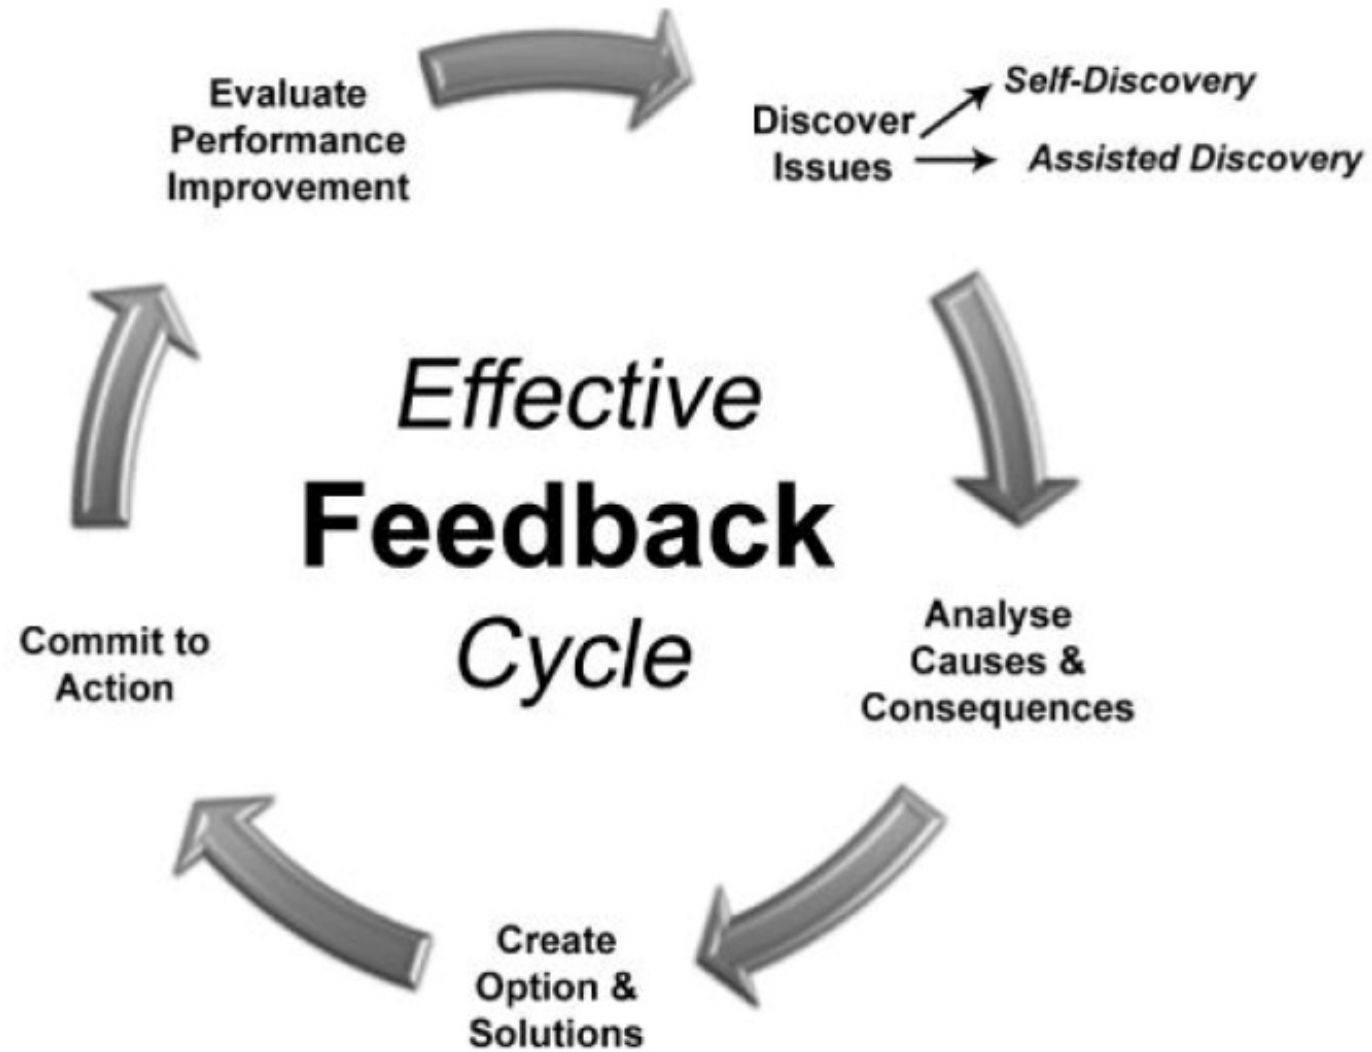 Evaluate
Performance
Improvement
Discover
Issues
Self-Discovery
Assisted Discovery
Effective
Feedback
Cycle
Analyse
Causes &
Consequences
Commit to
Action
Create
Option &
Solutions